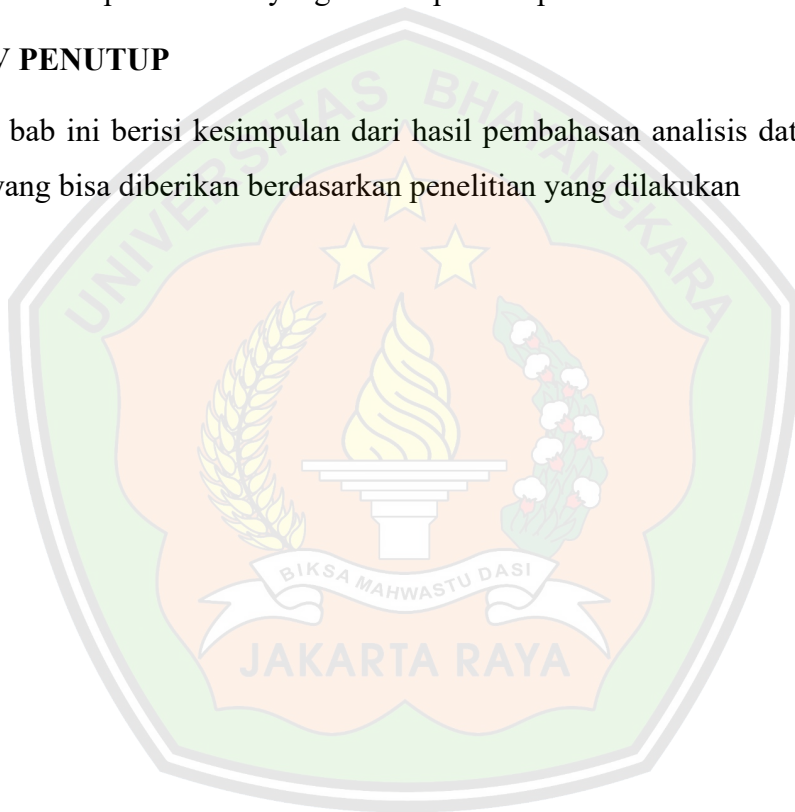 PENUTUP
bab ini berisi kesimpulan dari hasil pembahasan analisis
yang bisa diberikan berdasarkan penelitian yang dilakukan
UNIVERSITAS BHAYANGKARA
BIKSA MAHWASTU DASI
JAKARTA RAYA